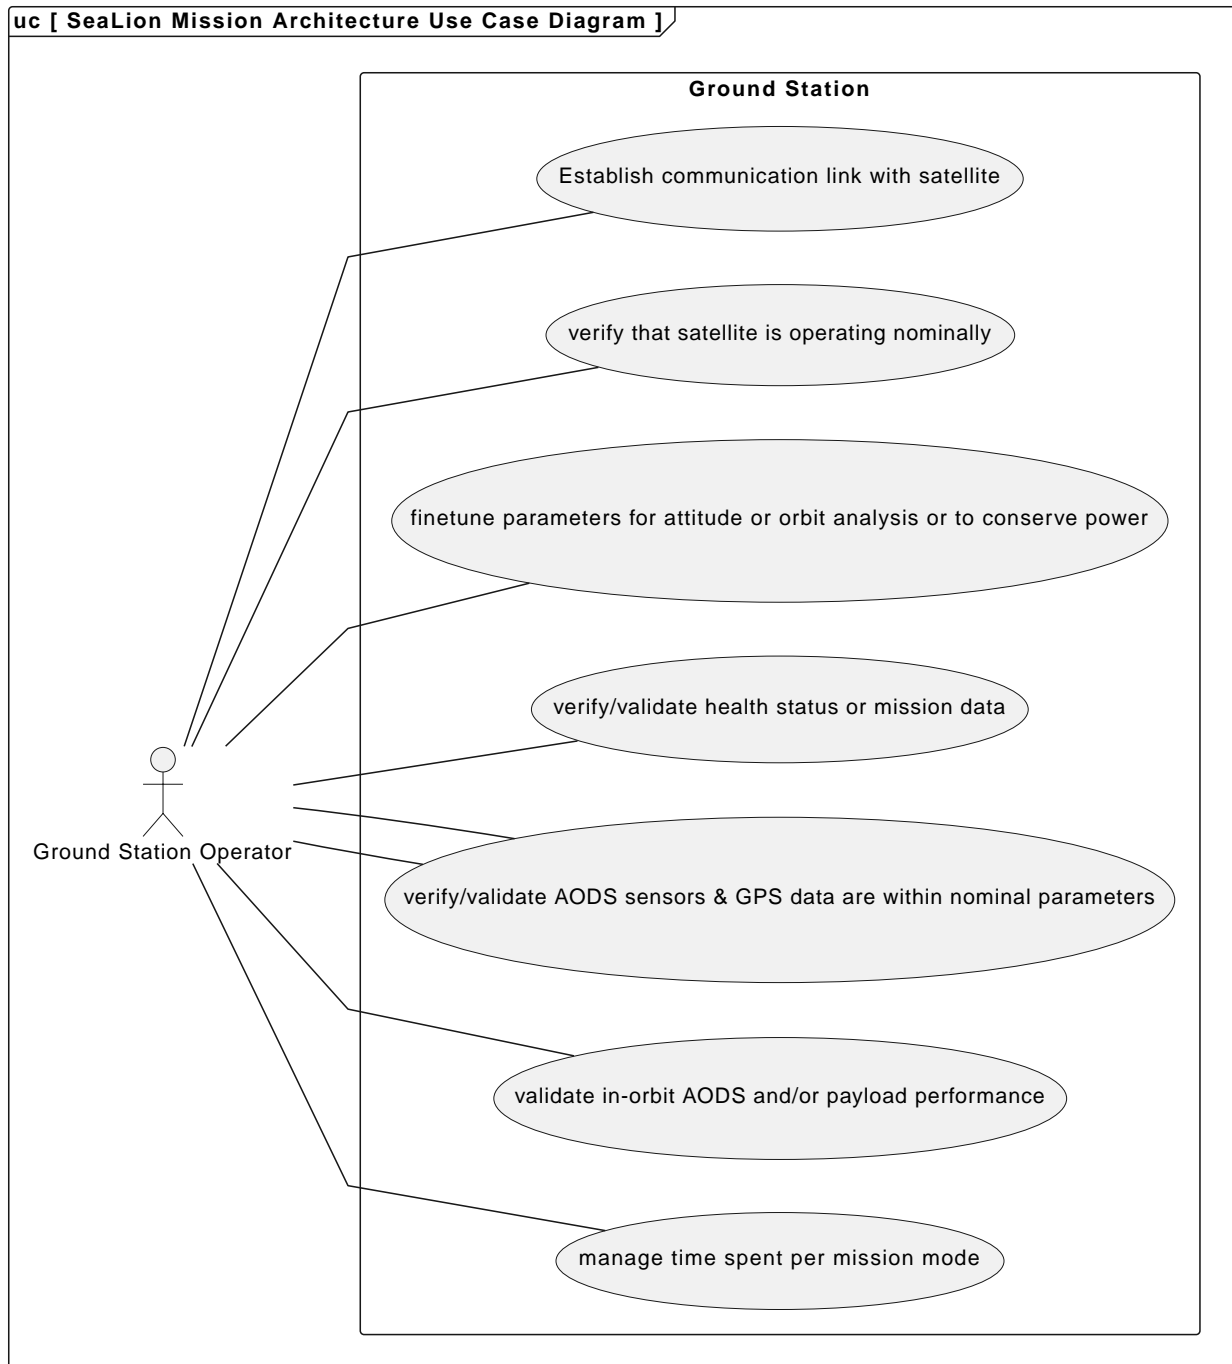 uc [ SeaLion Mission Architecture Use Case Diagram ]
Ground Station
Establish communication link with satellite
verify that satellite is operating nominally
finetune parameters for attitude or orbit analysis or to conserve power
verify/validate health status or mission data
Ground Station Operator
verify/validate AODS sensors & GPS data are within nominal parameters
validate in-orbit AODS and/or payload performance
manage time spent per mission mode